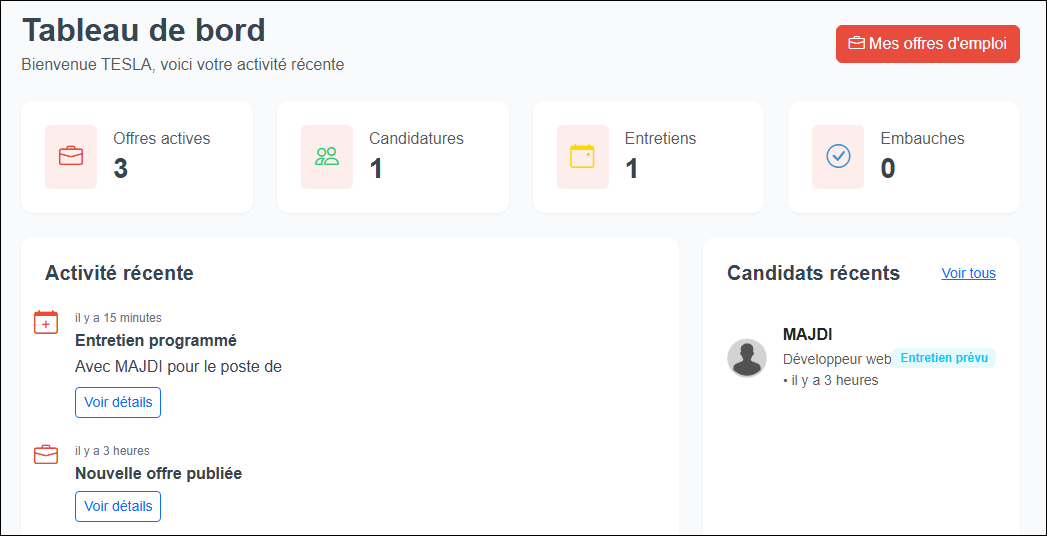 Tableau de bord
Bienvenue TESLA, voici votre activité récente
Mes offres d'emploi
Offres actives
3
Candidatures
1
Entretiens
1
Embauches
0
Activité récente
il y a 15 minutes
Entretien programmé
Avec MAJDI pour le poste de
Voir détails
il y a 3 heures
Nouvelle offre publiée
Voir détails
Candidats récents
Voir tous
MAJDI
Développeur web
Entretien prévu
• il y a 3 heures